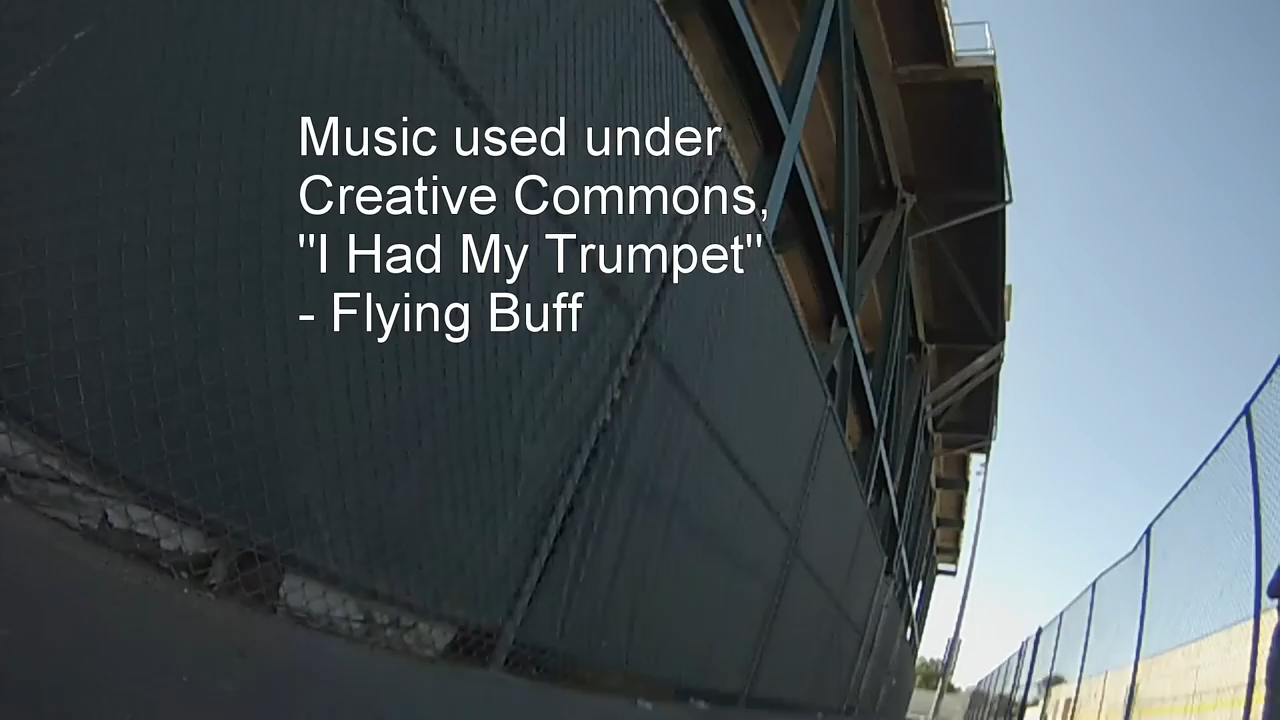 Music used under
Creative Commons,
"I Had My Trumpet"
- Flying Buff